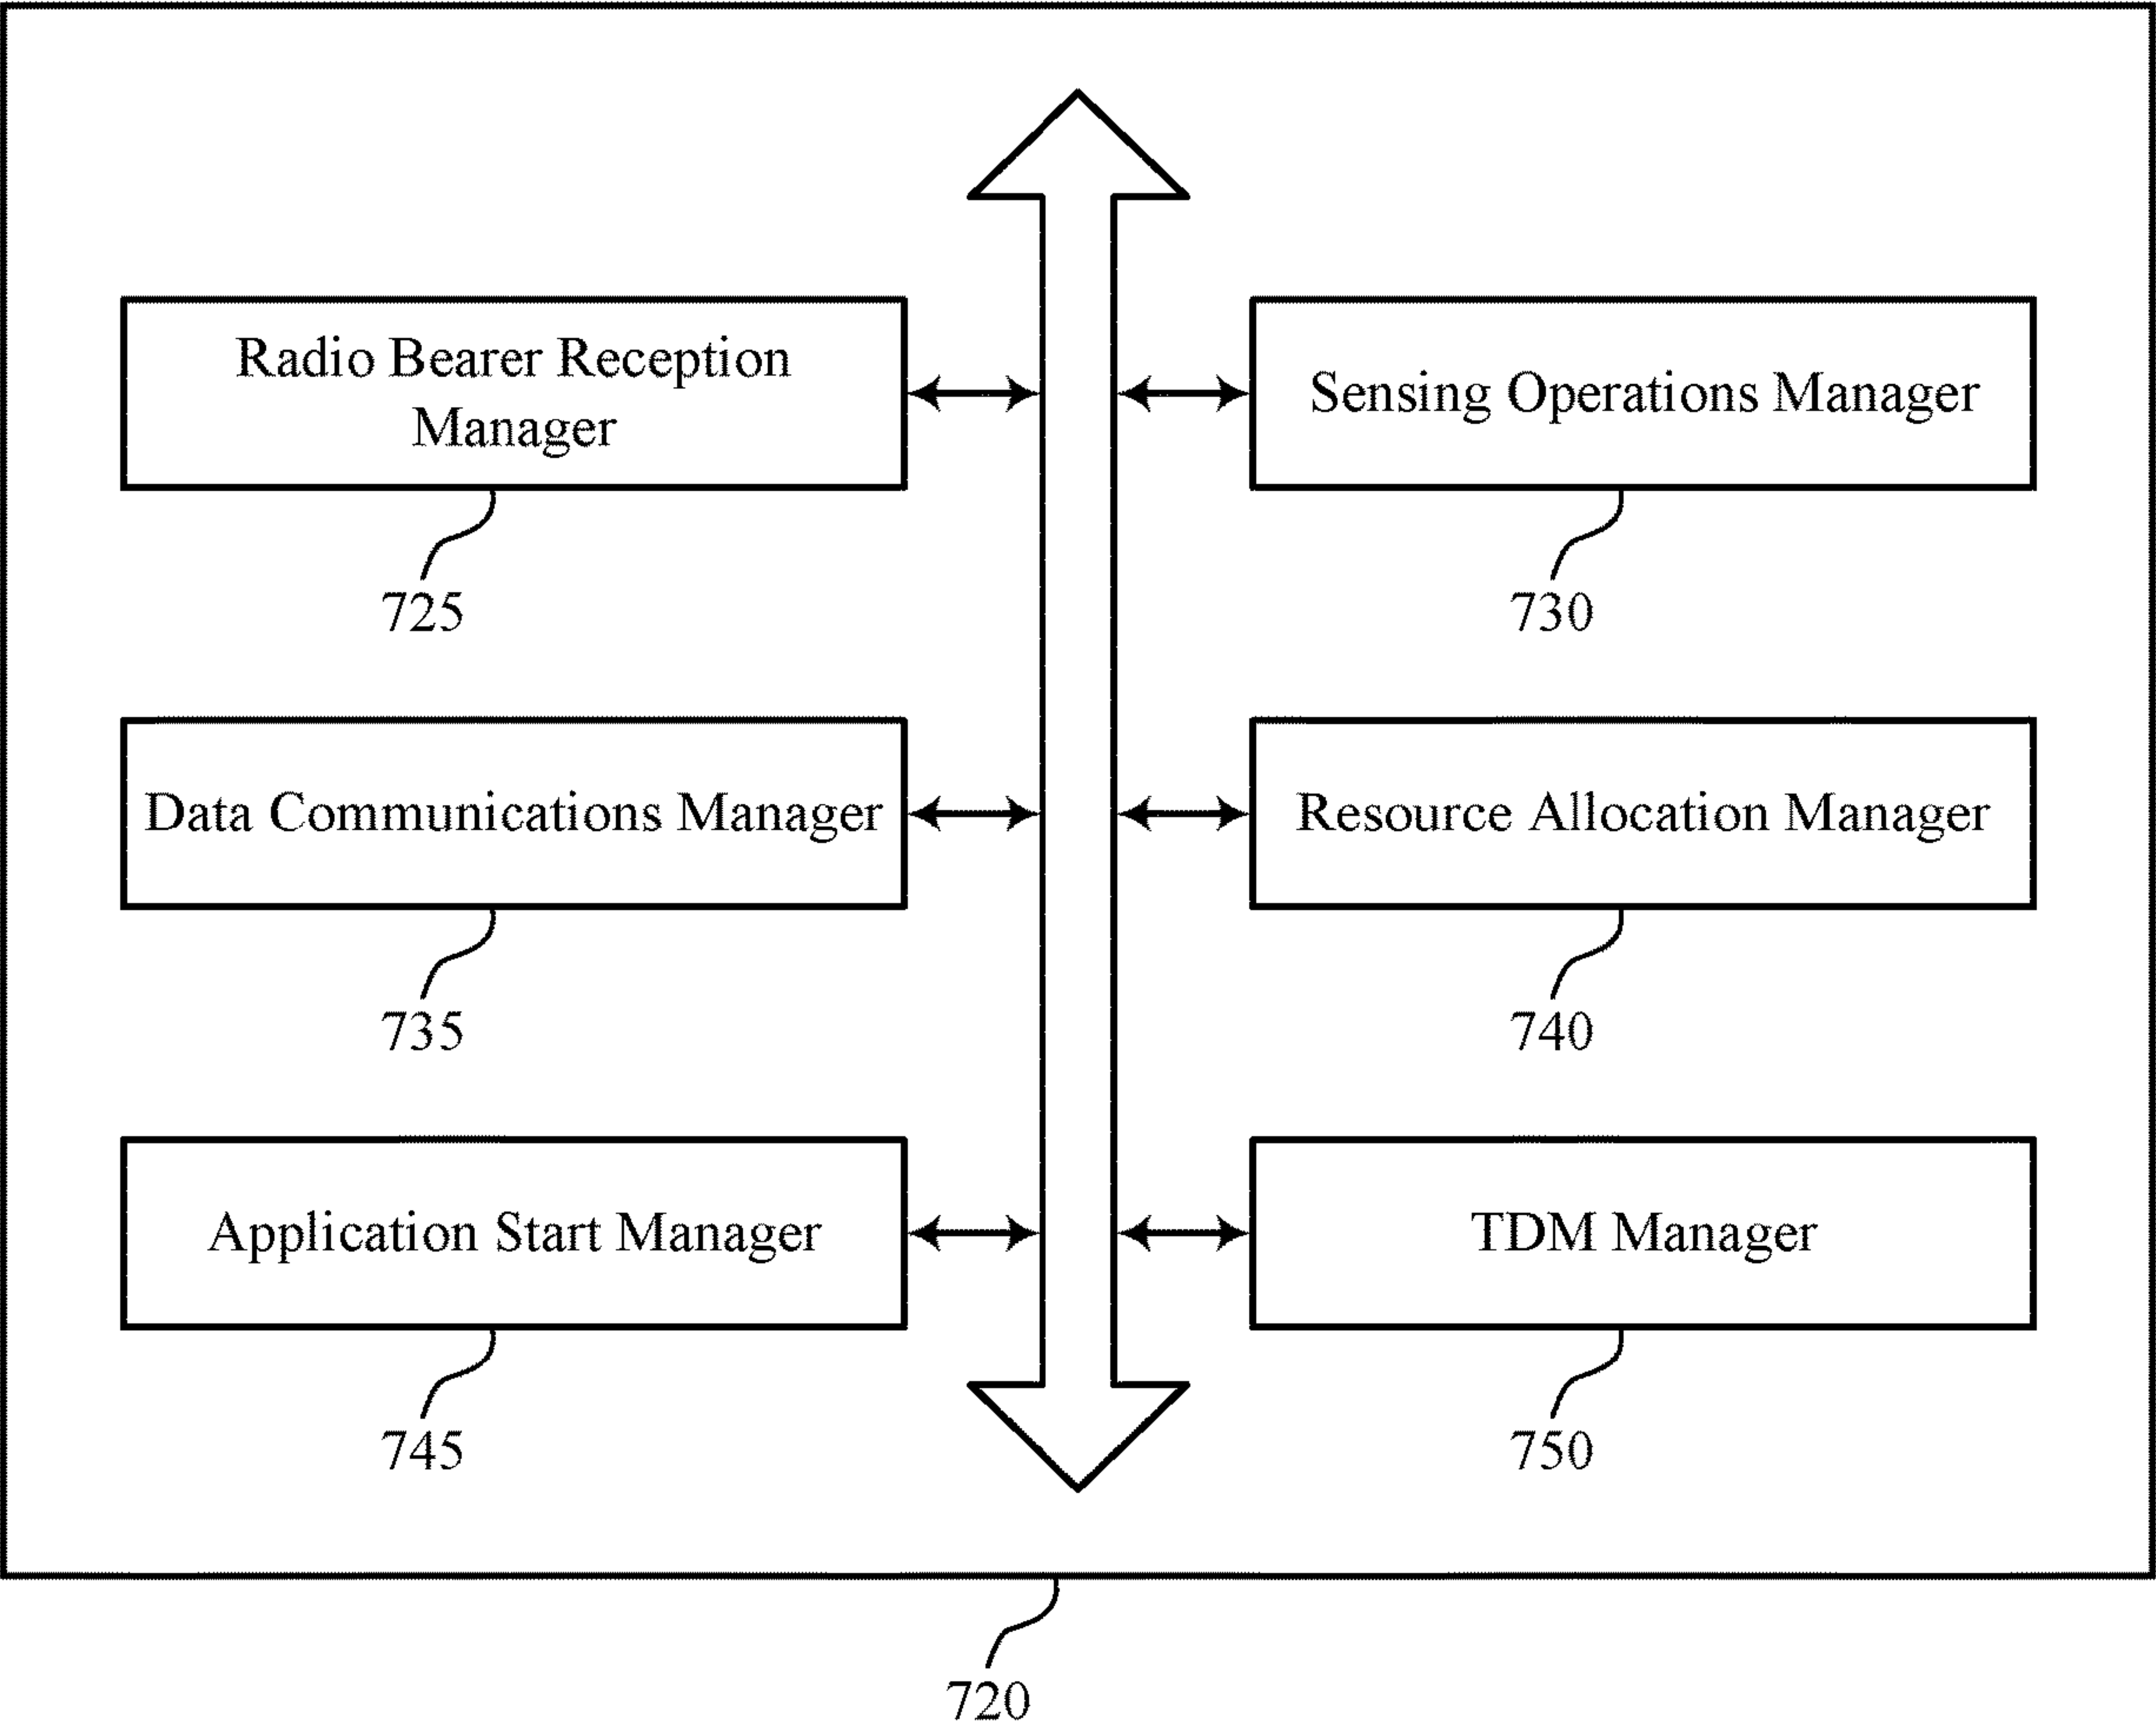 Radio Bearer Reception
Manager
Sensing Operations Manager
725
730
Data Communications Manager
Resource Allocation Manager
735
740
Application Start Manager
TDM Manager
745
750
720